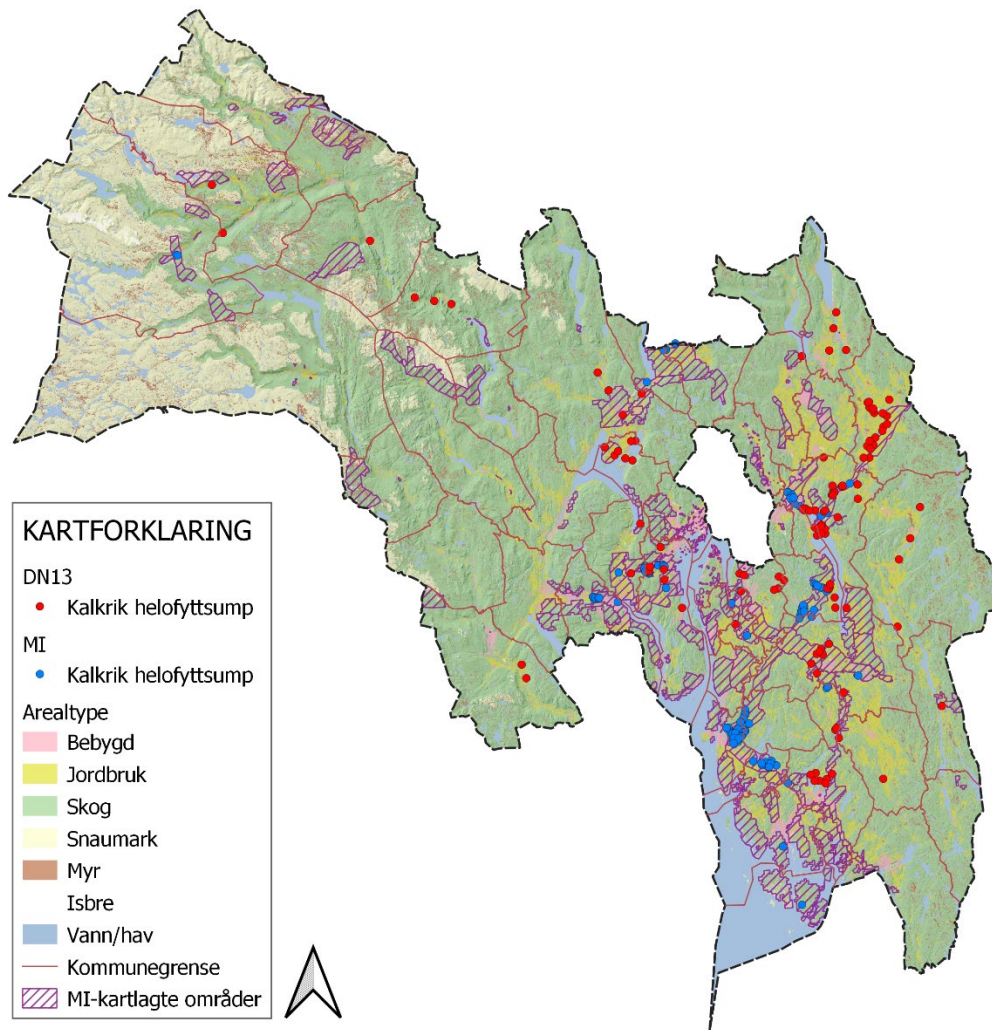 KARTFORKLARING
DN13
Kalkrik helofyttsump
MI
Kalkrik helofyttsump
Arealtype
Bebygd
Jordbruk
Skog
Snaumark
Myr
Isbre
Vann/hav
Kommunegrense
MI-kartlagte områder